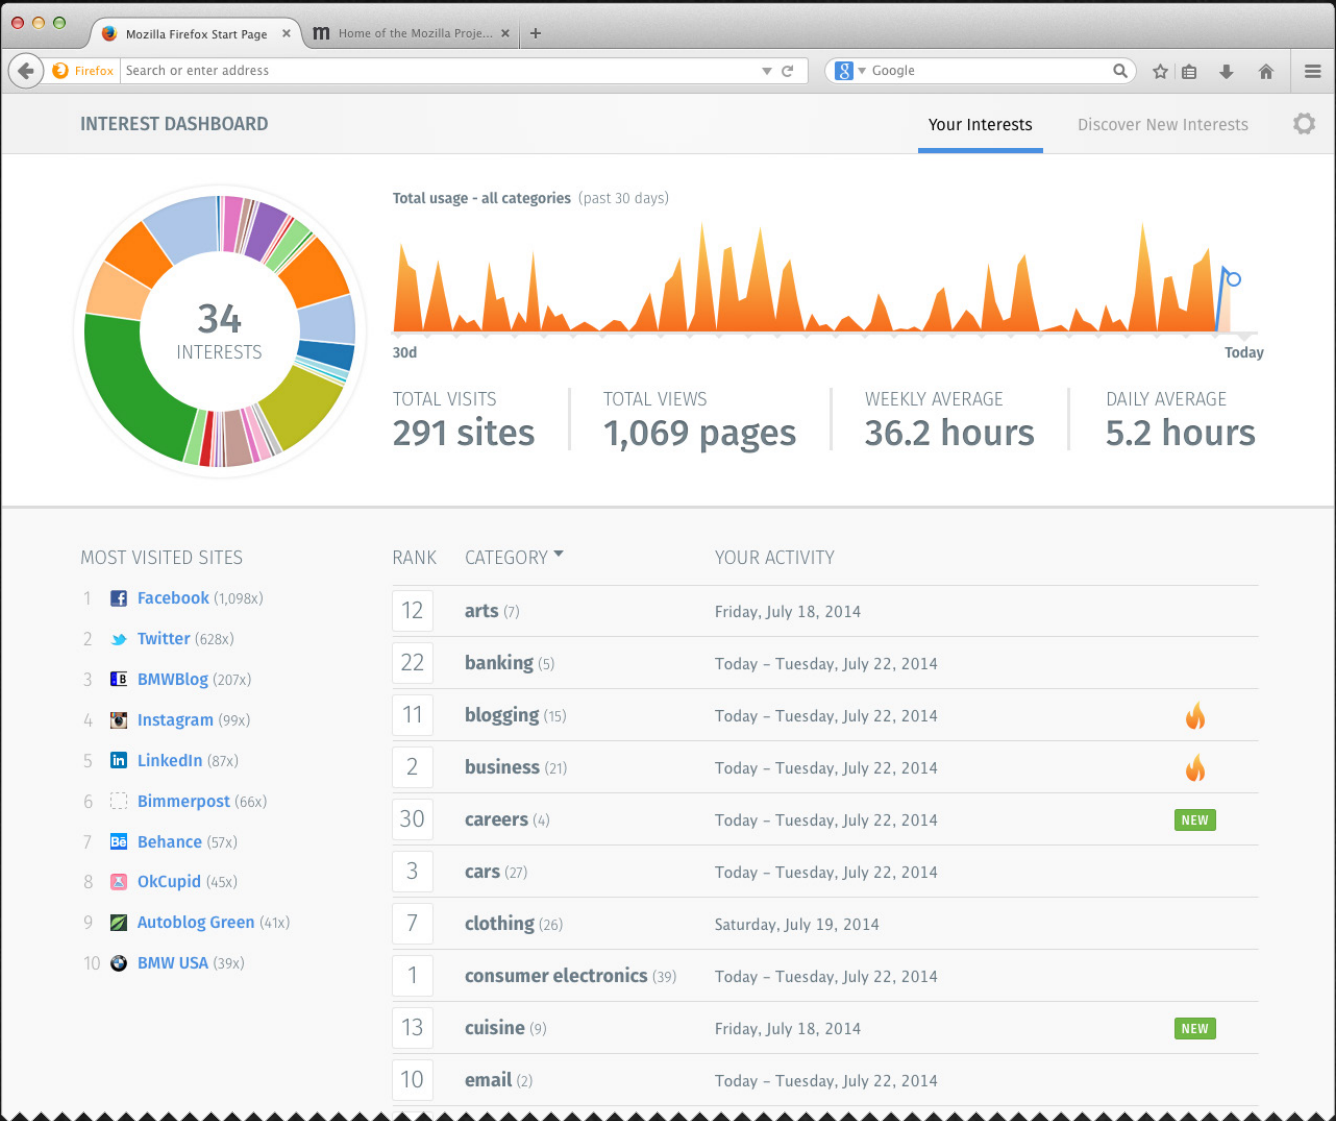 Mozilla Firefox Start Page
Home of the Mozilla Proje...
Firefox
Search or enter address
Google
INTEREST DASHBOARD
Your Interests
Discover New Interests
34
INTERESTS
Total usage - all categories (past 30 days)
30d
Today
TOTAL VISITS
291 sites
TOTAL VIEWS
1,069 pages
WEEKLY AVERAGE
36.2 hours
DAILY AVERAGE
5.2 hours
MOST VISITED SITES
1 Facebook (1,098x)
2 Twitter (628x)
3 BMWBlog (207x)
4 Instagram (99x)
5 LinkedIn (87x)
6 Bimmerpost (66x)
7 Behance (57x)
8 OkCupid (45x)
9 Autoblog Green (41x)
10 BMW USA (39x)
RANK CATEGORY YOUR ACTIVITY
12 arts (7) Friday, July 18, 2014
22 banking (5) Today – Tuesday, July 22, 2014
11 blogging (15) Today – Tuesday, July 22, 2014
2 business (21) Today – Tuesday, July 22, 2014
30 careers (4) Today – Tuesday, July 22, 2014 NEW
3 cars (27) Today – Tuesday, July 22, 2014
7 clothing (26) Saturday, July 19, 2014
1 consumer electronics (39) Today – Tuesday, July 22, 2014
13 cuisine (9) Friday, July 18, 2014 NEW
10 email (2) Today – Tuesday, July 22, 2014